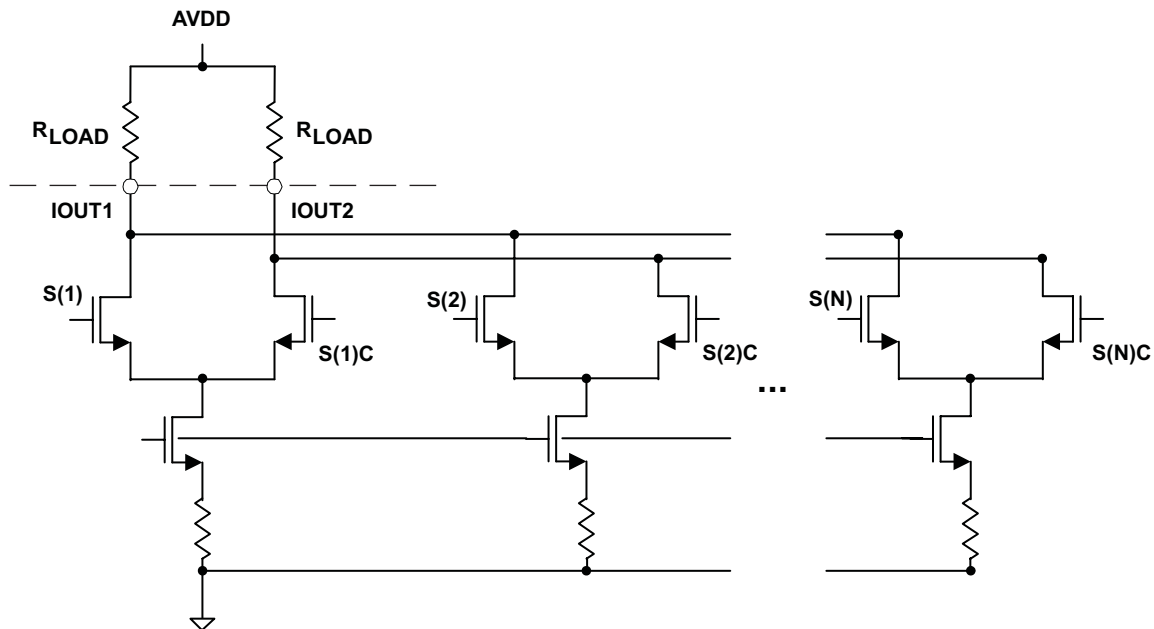 AVDD
RLOAD
RLOAD
IOUT1
IOUT2
S(1)
S(1)C
S(2)
S(2)C
...
S(N)
S(N)C